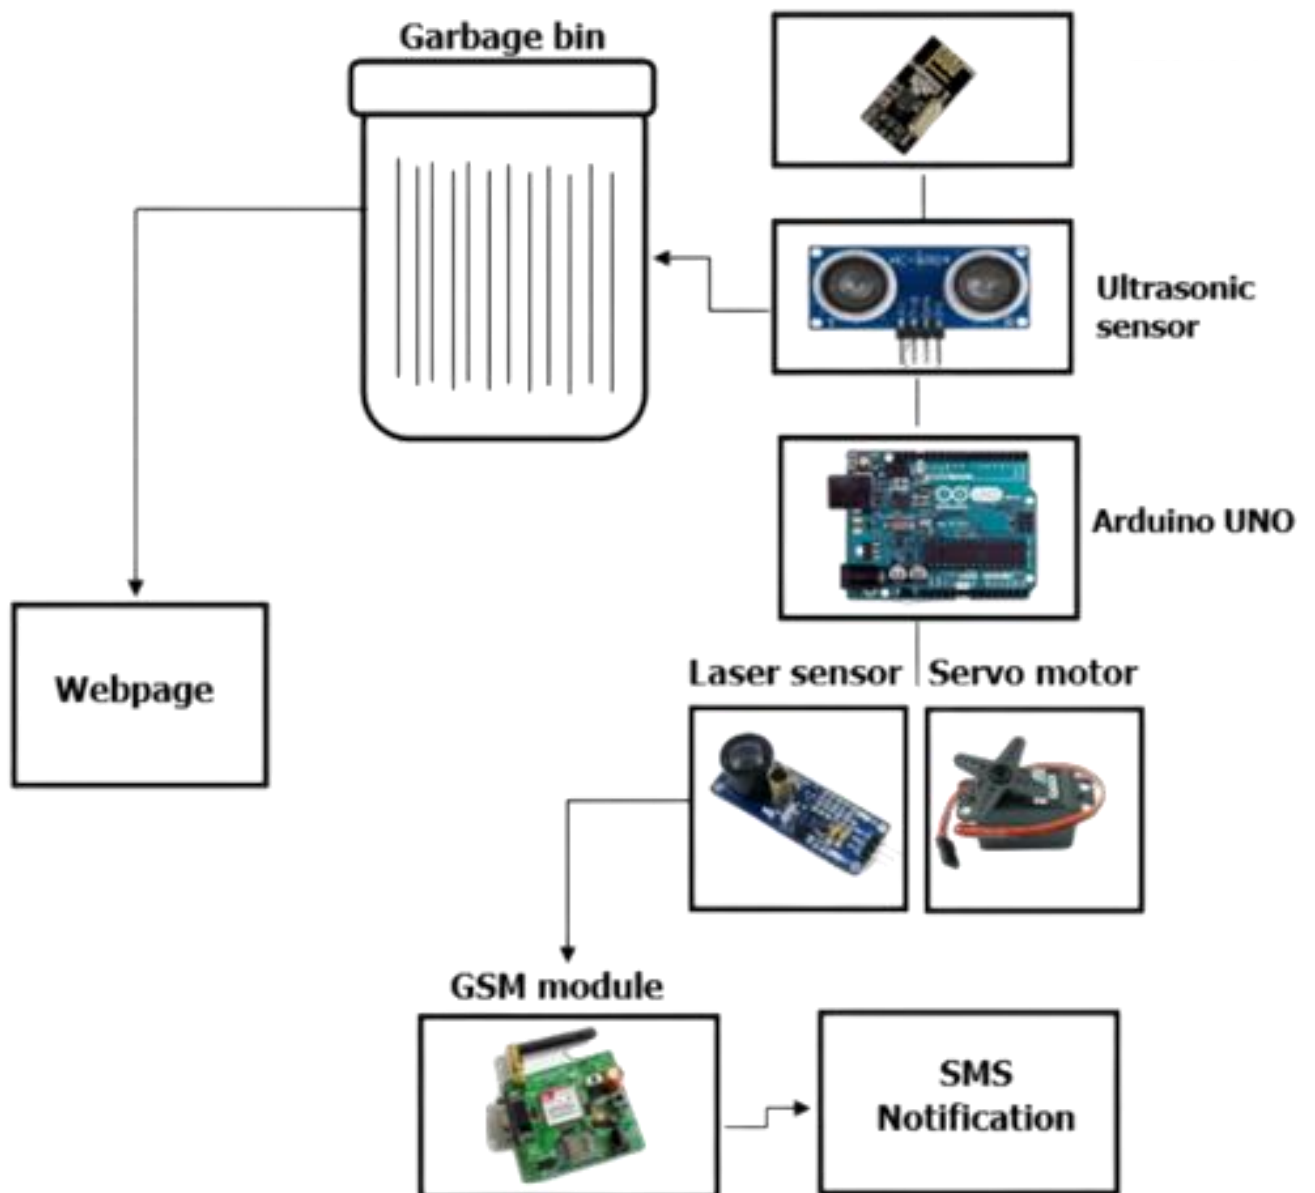 Garbage bin
Ultrasonic
sensor
Arduino UNO
Laser sensor
Servo motor
Webpage
GSM module
SMS
Notification